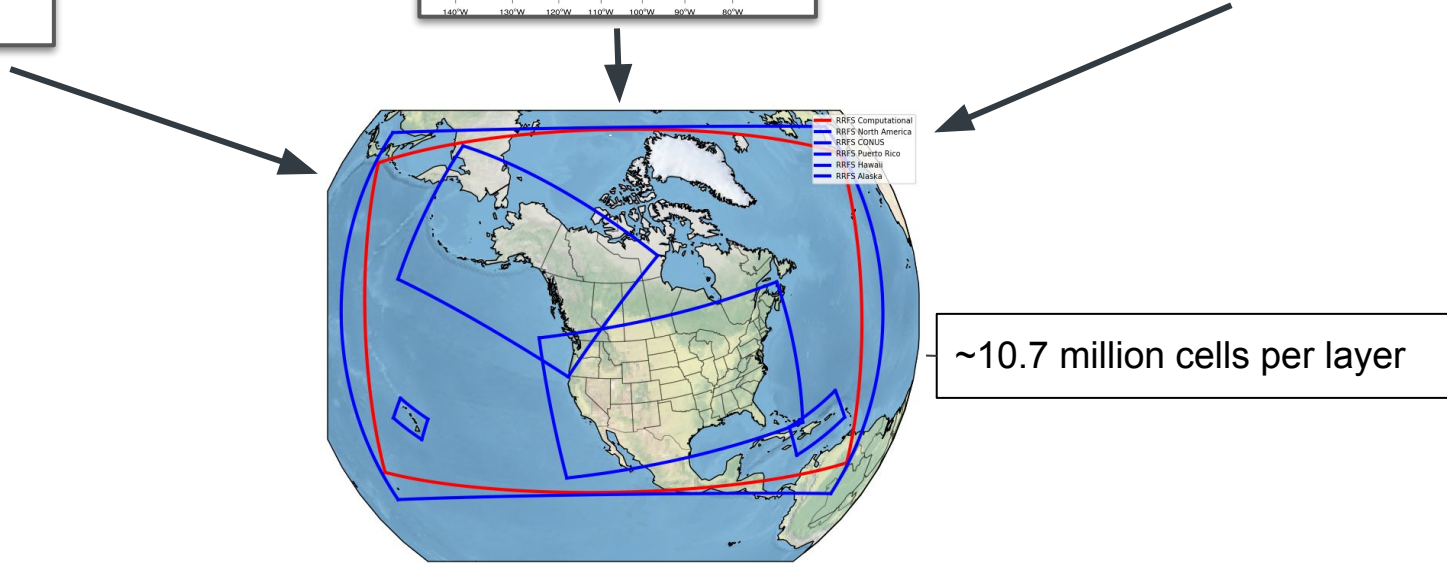 140°W 130°W 120°W 110°W 100°W 90°W 80°W
RRFS Computational
RRFS North America
RRFS CONUS
RRFS Puerto Rico
RRFS Hawaii
RRFS Alaska
~10.7 million cells per layer